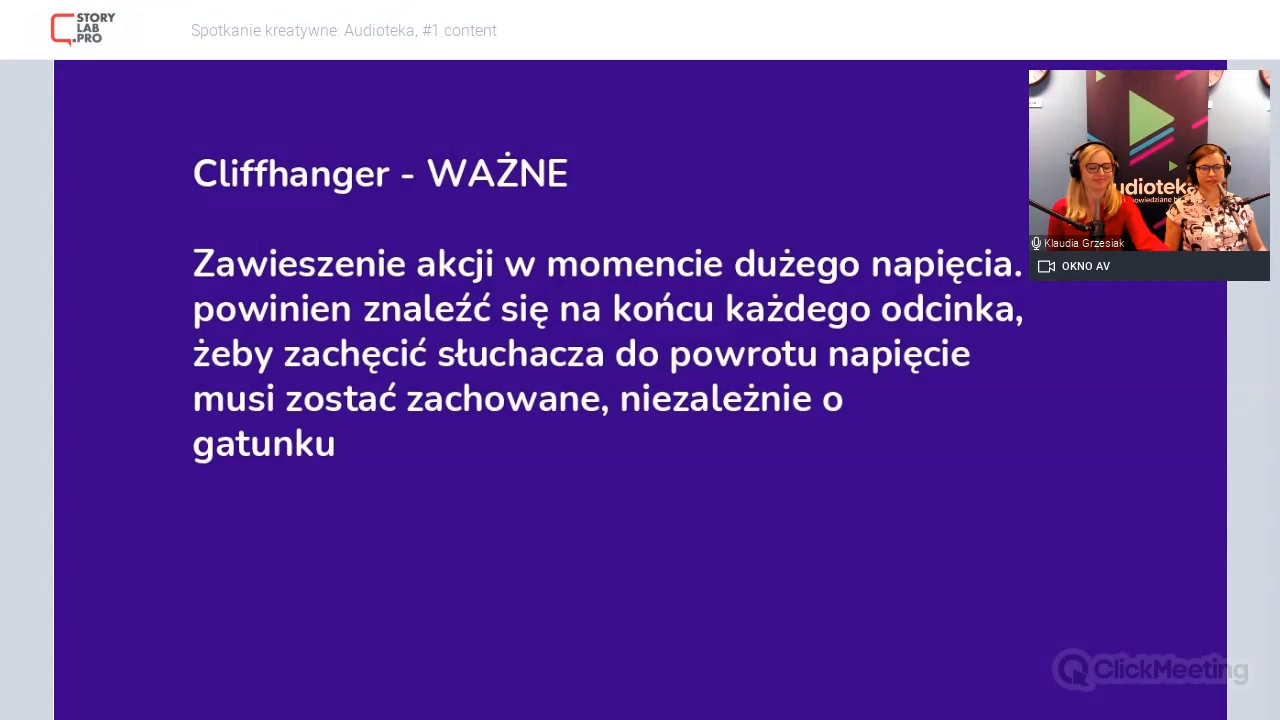 STORY
LAB
.PRO
Spotkanie kreatywne: Audioteka, #1 content
Cliffhanger - WAŻNE
Zawieszenie akcji w momencie dużego napięcia.
powinien znaleźć się na końcu każdego odcinka,
żeby zachęcić słuchacza do powrotu napięcie
musi zostać zachowane, niezależnie o
gatunku
udioteka
Klaudia Grzesiak
OKNO AV
ClickMeeting